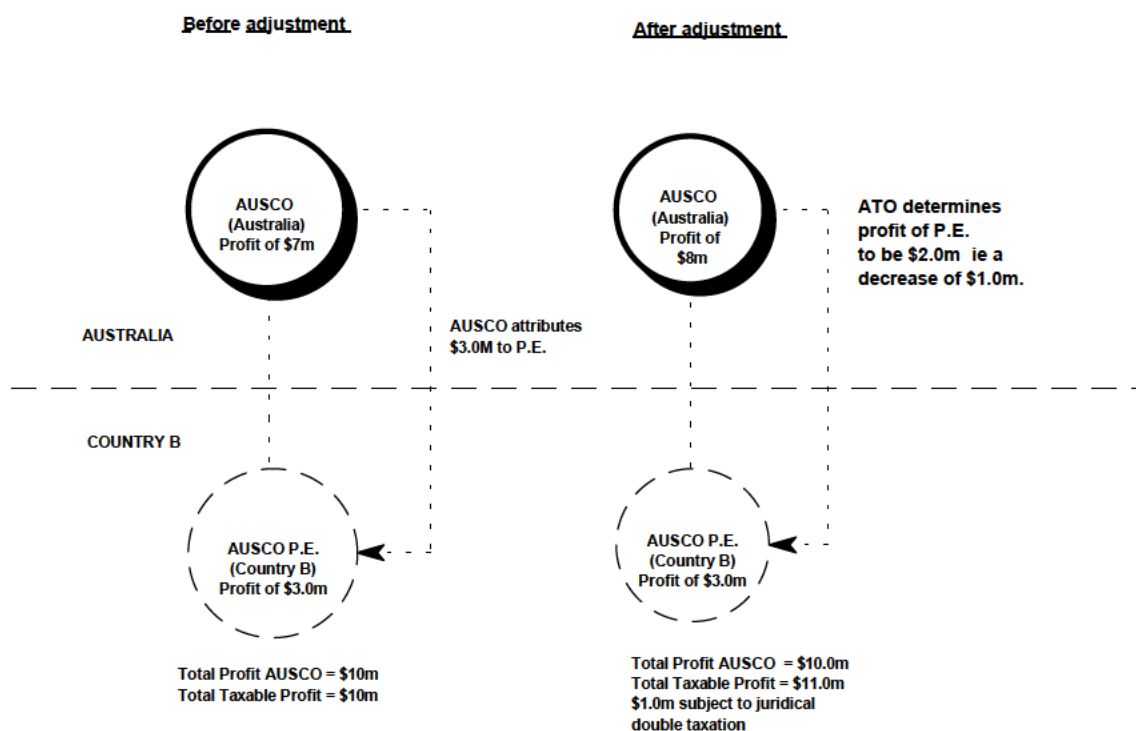 Before adjustment
After adjustment
AUSCO
(Australia)
Profit of $7m
AUSCO
(Australia)
Profit of
$8m
ATO determines
profit of P.E.
to be $2.0m  ie a
decrease of $1.0m.
AUSTRALIA
AUSCO attributes
$3.0M to P.E.
COUNTRY B
AUSCO P.E.
(Country B)
Profit of $3.0m
AUSCO P.E.
(Country B)
Profit of $3.0m
Total Profit AUSCO = $10m
Total Taxable Profit = $10m
Total Profit AUSCO  = $10.0m
Total Taxable Profit = $11.0m
$1.0m subject to juridical
double taxation